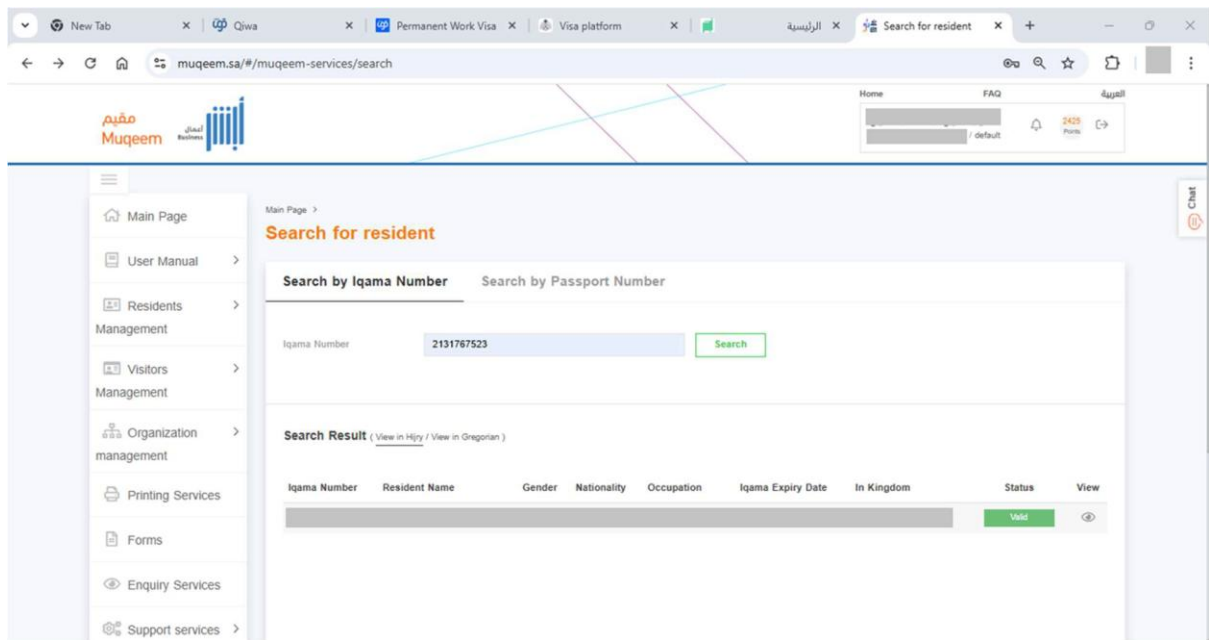 New Tab
Qiwa
Permanent Work Visa
Visa platform
الرئيسية
Search for resident
muqeem.sa/#/muqeem-services/search
مقيم
Muqeem
أعمال
Business
أبشر
Home
FAQ
العربية
/ default
2425
Points
Chat
Main Page
User Manual
Residents
Management
Visitors
Management
Organization
management
Printing Services
Forms
Enquiry Services
Support services
Main Page >
Search for resident
Search by Iqama Number
Search by Passport Number
Iqama Number
2131767523
Search
Search Result ( View in Hijry / View in Gregorian )
Iqama Number Resident Name Gender Nationality Occupation Iqama Expiry Date In Kingdom Status View
Valid